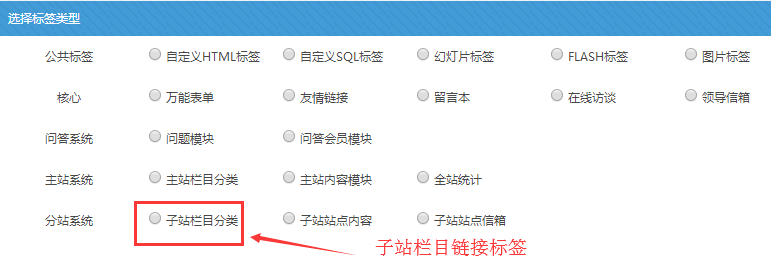 选择标签类型
公共标签 自定义HTML标签 自定义SQL标签 幻灯片标签 FLASH标签 图片标签
核心 万能表单 友情链接 留言本 在线访谈 领导信箱
问答系统 问题模块 问答会员模块
主站系统 主站栏目分类 主站内容模块 全站统计
分站系统 子站栏目分类 子站站点内容 子站站点信箱
子站栏目链接标签